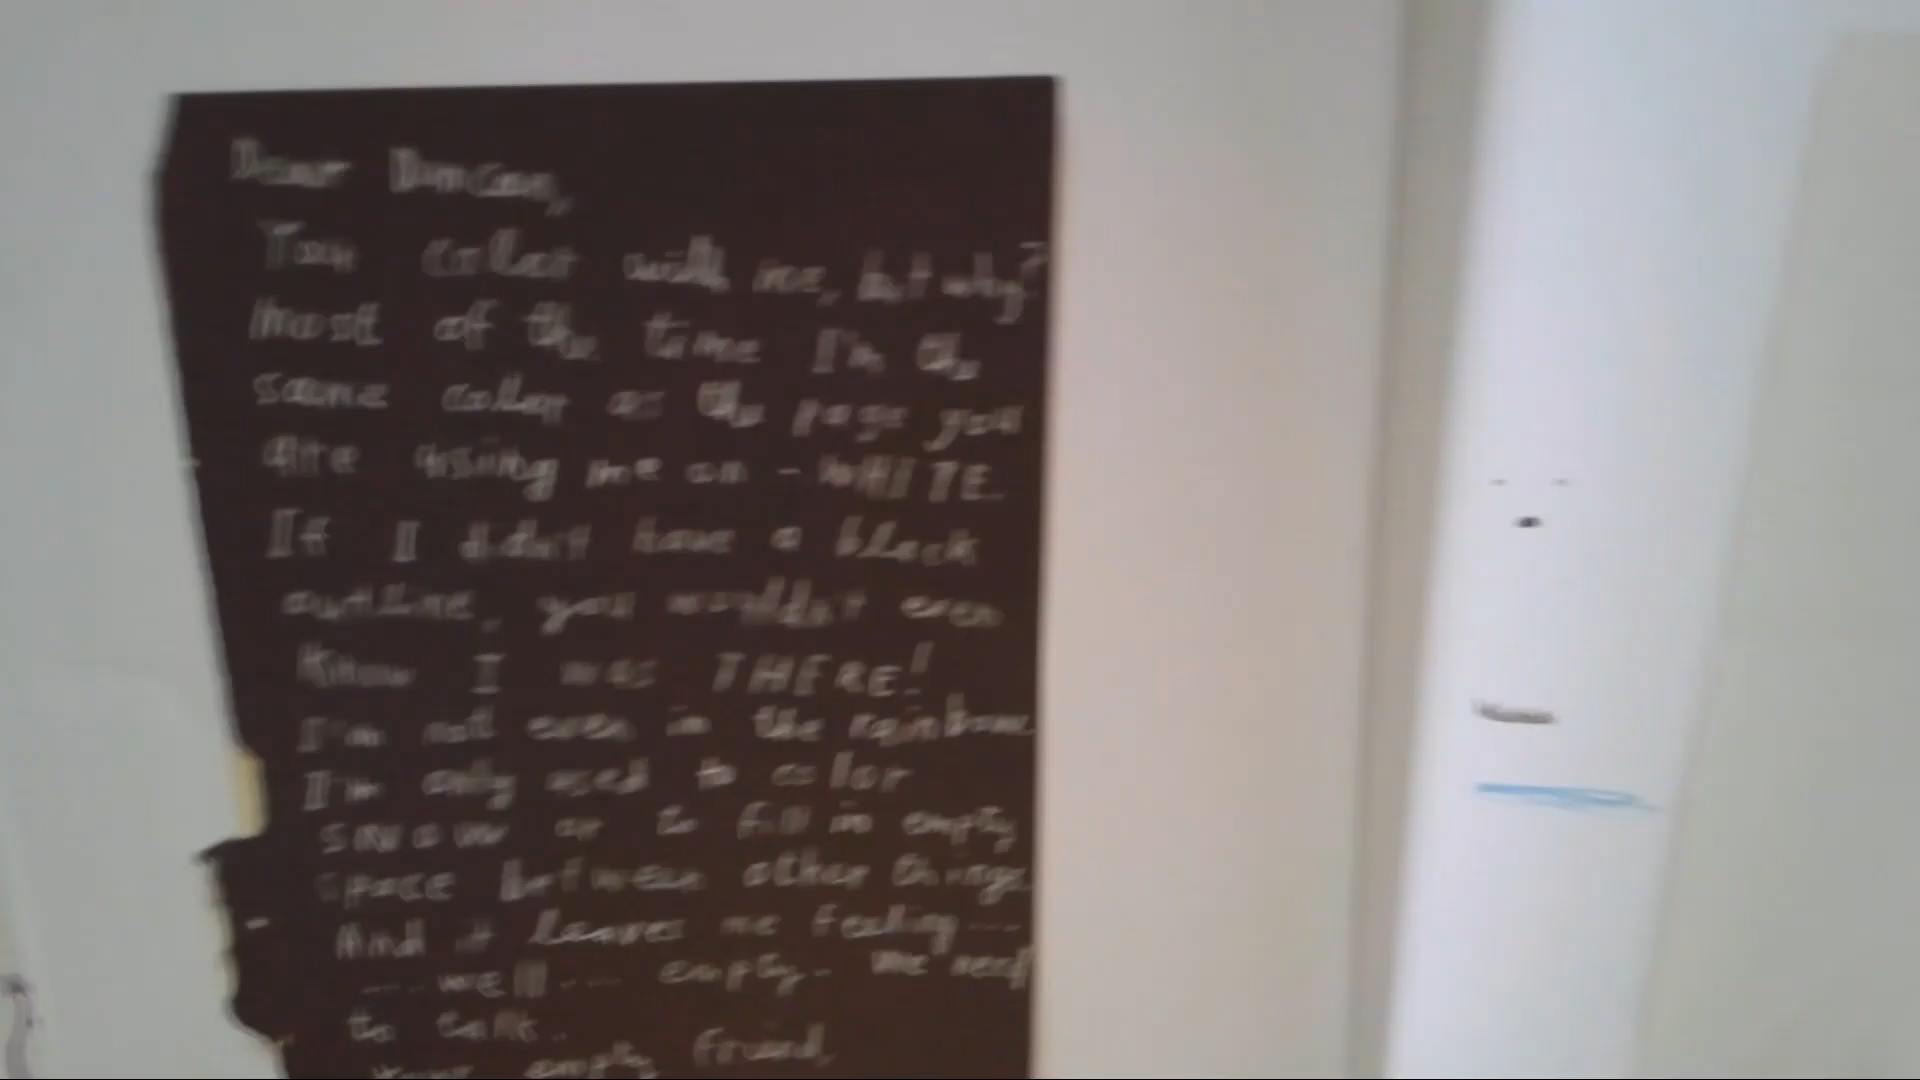 Dear Duncan,
You color with me, but why?
Most of the time I'm the
same color as the page you
are using me on - WHITE.
If I didn't have a black
outline, you wouldn't even
know I was THERE!
I'm not even in the rainbow
I'm only used to color
SNOW or to fill in empty
space between other things
And it leaves me feeling...
...well... empty. We need
to talk.
Your empty friend,